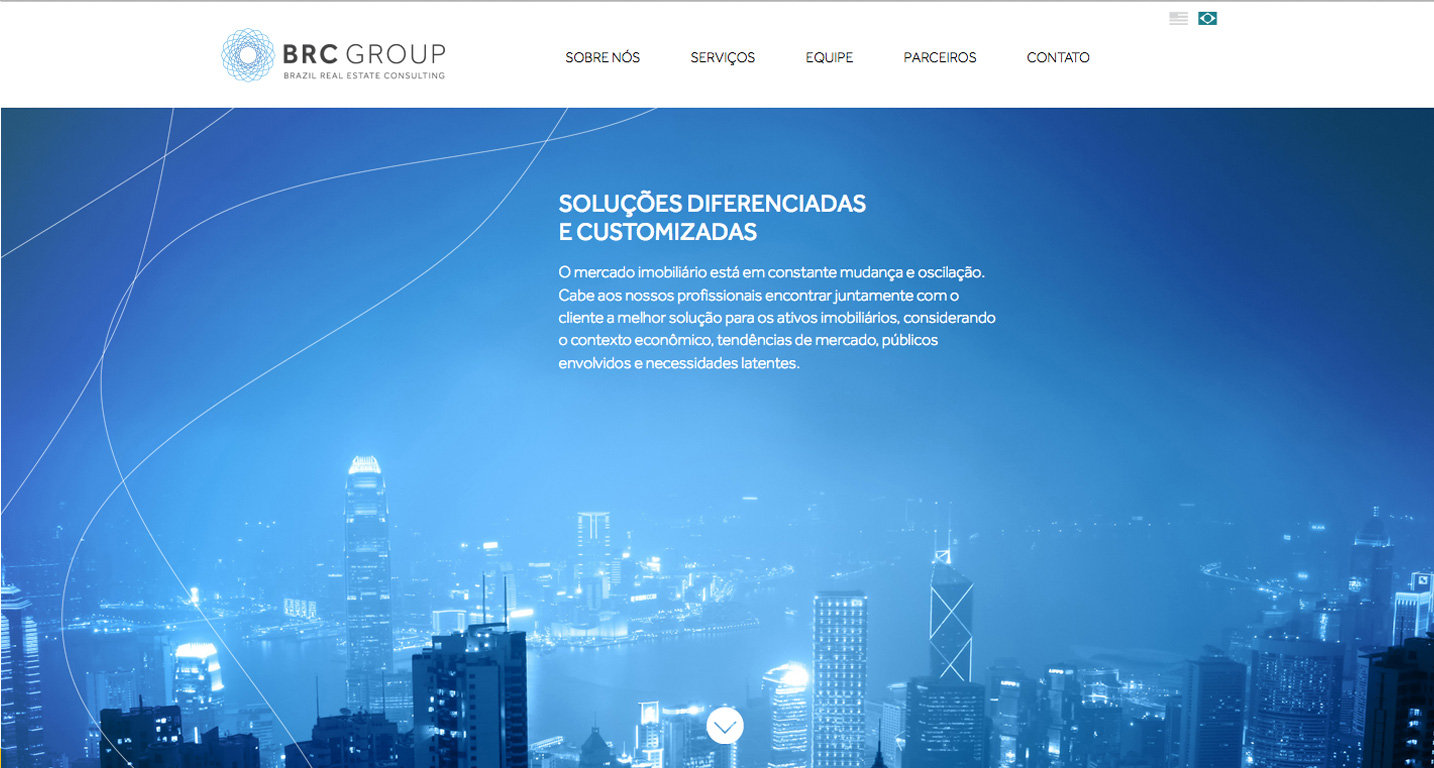 BRC GROUP
BRAZIL REAL ESTATE CONSULTING
SOBRE NÓS
SERVIÇOS
EQUIPE
PARCEIROS
CONTATO
SOLUÇÕES DIFERENCIADAS
E CUSTOMIZADAS
O mercado imobiliário está em constante mudança e oscilação.
Cabe aos nossos profissionais encontrar juntamente com o
cliente a melhor solução para os ativos imobiliários, considerando
o contexto econômico, tendências de mercado, públicos
envolvidos e necessidades latentes.